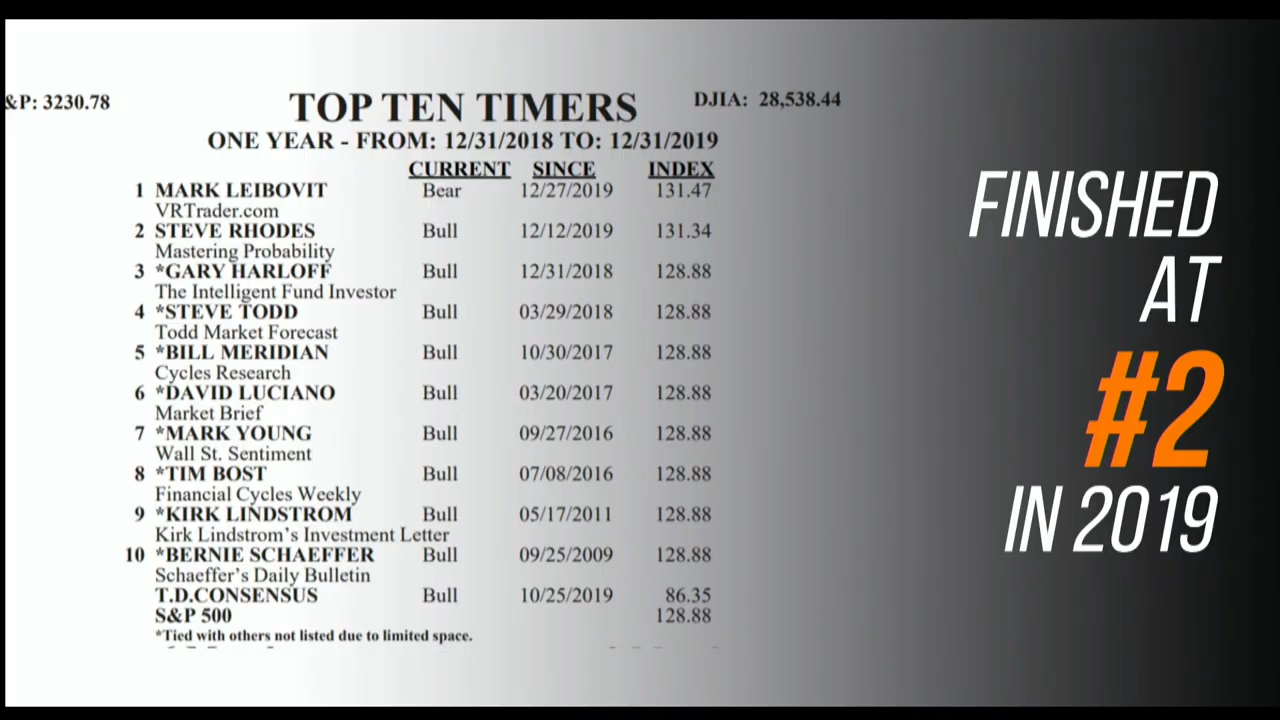 &P: 3230.78
TOP TEN TIMERS
DJIA: 28,538.44
ONE YEAR - FROM: 12/31/2018 TO: 12/31/2019
CURRENT SINCE INDEX
1 MARK LEIBOVIT Bear 12/27/2019 131.47
VRTrader.com
2 STEVE RHODES Bull 12/12/2019 131.34
Mastering Probability
3 *GARY HARLOFF Bull 12/31/2018 128.88
The Intelligent Fund Investor
4 *STEVE TODD Bull 03/29/2018 128.88
Todd Market Forecast
5 *BILL MERIDIAN Bull 10/30/2017 128.88
Cycles Research
6 *DAVID LUCIANO Bull 03/20/2017 128.88
Market Brief
7 *MARK YOUNG Bull 09/27/2016 128.88
Wall St. Sentiment
8 *TIM BOST Bull 07/08/2016 128.88
Financial Cycles Weekly
9 *KIRK LINDSTROM Bull 05/17/2011 128.88
Kirk Lindstrom's Investment Letter
10 *BERNIE SCHAEFFER Bull 09/25/2009 128.88
Schaeffer's Daily Bulletin
T.D.CONSENSUS Bull 10/25/2019 86.35
S&P 500 128.88
*Tied with others not listed due to limited space.
FINISHED
AT
#2
IN 2019